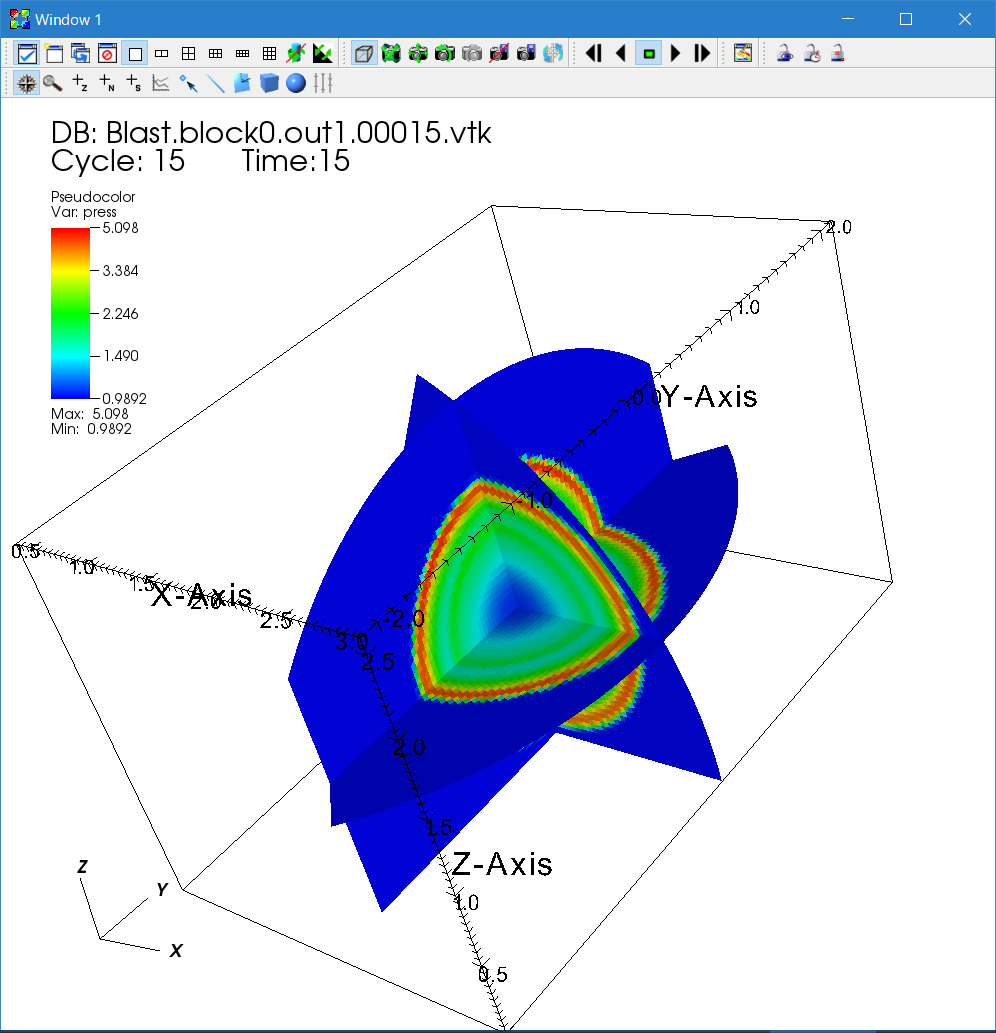 Window 1
DB: Blast.block0.out1.00015.vtk
Cycle: 15 Time:15
Pseudocolor
Var: press
5.098
3.384
2.246
1.490
0.9892
Max: 5.098
Min: 0.9892
2.0
1.0
0.0
Y-Axis
-1.0
-2.0
0.5
1.0
1.5
X-Axis
2.0
2.5
3.0
2.5
2.0
1.5
Z-Axis
1.0
0.5
Z
Y
X